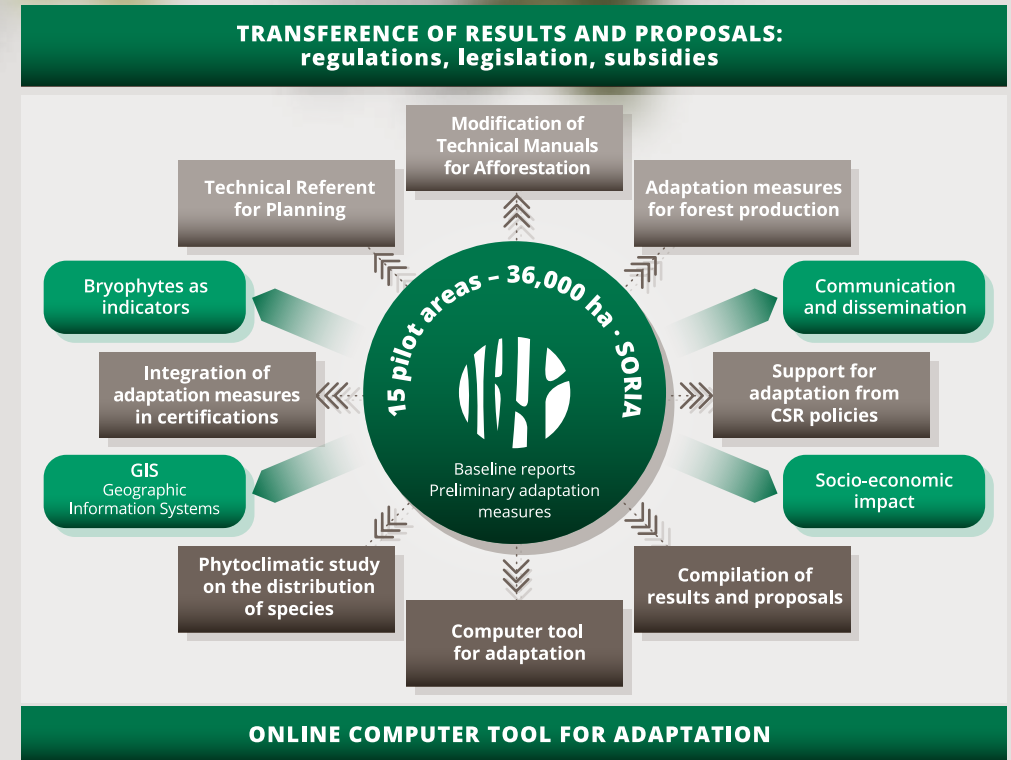 TRANSFERENCE OF RESULTS AND PROPOSALS:
regulations, legislation, subsidies
Modification of
Technical Manuals
for Afforestation
Technical Referent
for Planning
Adaptation measures
for forest production
Bryophytes as
indicators
Communication
and dissemination
15 pilot areas – 36,000 ha · SORIA
Integration of
adaptation measures
in certifications
Support for
adaptation from
CSR policies
Baseline reports
Preliminary adaptation
measures
GIS
Geographic
Information Systems
Socio-economic
impact
Phytoclimatic study
on the distribution
of species
Compilation of
results and proposals
Computer tool
for adaptation
ONLINE COMPUTER TOOL FOR ADAPTATION